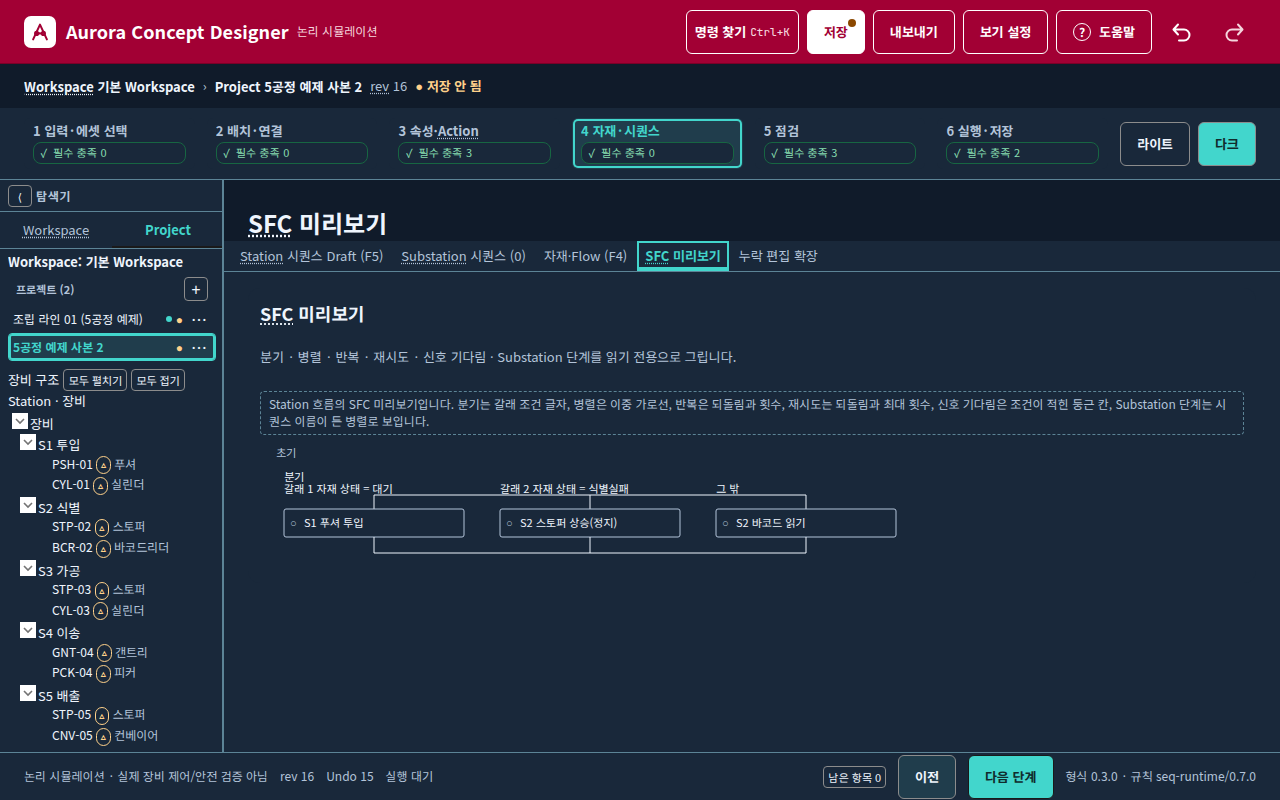 Aurora Concept Designer 논리 시뮬레이션
명령 찾기 Ctrl+K
저장
내보내기
보기 설정
? 도움말
Workspace 기본 Workspace › Project 5공정 예제 사본 2 rev 16 ● 저장 안 됨
1 입력·에셋 선택
✓ 필수 충족 0
2 배치·연결
✓ 필수 충족 0
3 속성·Action
✓ 필수 충족 3
4 자재·시퀀스
✓ 필수 충족 0
5 점검
✓ 필수 충족 3
6 실행·저장
✓ 필수 충족 2
라이트
다크
⟨ 탐색기
Workspace
Project
Workspace: 기본 Workspace
프로젝트 (2)
+
조립 라인 01 (5공정 예제) ● ● ···
5공정 예제 사본 2 ● ···
장비 구조 모두 펼치기 모두 접기
Station · 장비
장비
S1 투입
PSH-01 푸셔
CYL-01 실린더
S2 식별
STP-02 스토퍼
BCR-02 바코드리더
S3 가공
STP-03 스토퍼
CYL-03 실린더
S4 이송
GNT-04 갠트리
PCK-04 피커
S5 배출
STP-05 스토퍼
CNV-05 컨베이어
SFC 미리보기
Station 시퀀스 Draft (F5)
Substation 시퀀스 (0)
자재·Flow (F4)
SFC 미리보기
누락 편집 확장
SFC 미리보기
분기 · 병렬 · 반복 · 재시도 · 신호 기다림 · Substation 단계를 읽기 전용으로 그립니다.
Station 흐름의 SFC 미리보기입니다. 분기는 갈래 조건 글자, 병렬은 이중 가로선, 반복은 되돌림과 횟수, 재시도는 되돌림과 최대 횟수, 신호 기다림은 조건이 적힌 둥근 칸, Substation 단계는 시
퀀스 이름이 든 병렬로 보입니다.
초기
분기
갈래 1 자재 상태 = 대기
갈래 2 자재 상태 = 식별실패
그 밖
○ S1 푸셔 투입
○ S2 스토퍼 상승(정지)
○ S2 바코드 읽기
논리 시뮬레이션 · 실제 장비 제어/안전 검증 아님 rev 16 Undo 15 실행 대기
남은 항목 0
이전
다음 단계
형식 0.3.0 · 규칙 seq-runtime/0.7.0